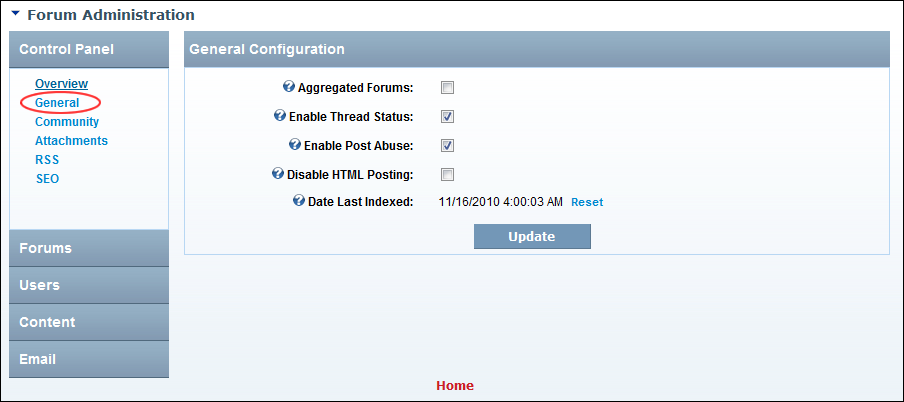 Forum Administration
Control Panel
Overview
General
Community
Attachments
RSS
SEO
Forums
Users
Content
Email
General Configuration
Aggregated Forums:
Enable Thread Status:
Enable Post Abuse:
Disable HTML Posting:
Date Last Indexed: 11/16/2010 4:00:03 AM Reset
Update
Home